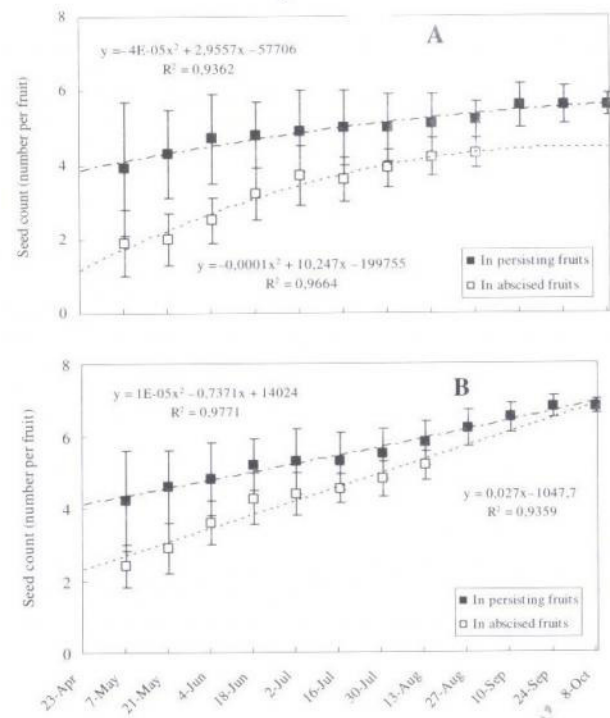 8
y =-4E-05x² + 2,9557x -57706
R² = 0,9362
A
6
4
2
0
Seed count (number per fruit)
y =-0,0001x² + 10,247x -199755
R² = 0,9664
In persisting fruits
In abscised fruits
8
y = 1E-05x² - 0,7371x + 14024
R² = 0,9771
B
6
4
2
0
Seed count (number per fruit)
y = 0,027x-1047,7
R² = 0,9359
In persisting fruits
In abscised fruits
23-Apr
7-May
21-May
4-Jun
18-Jun
2-Jul
16-Jul
30-Jul
13-Aug
27-Aug
10-Sep
24-Sep
8-Oct